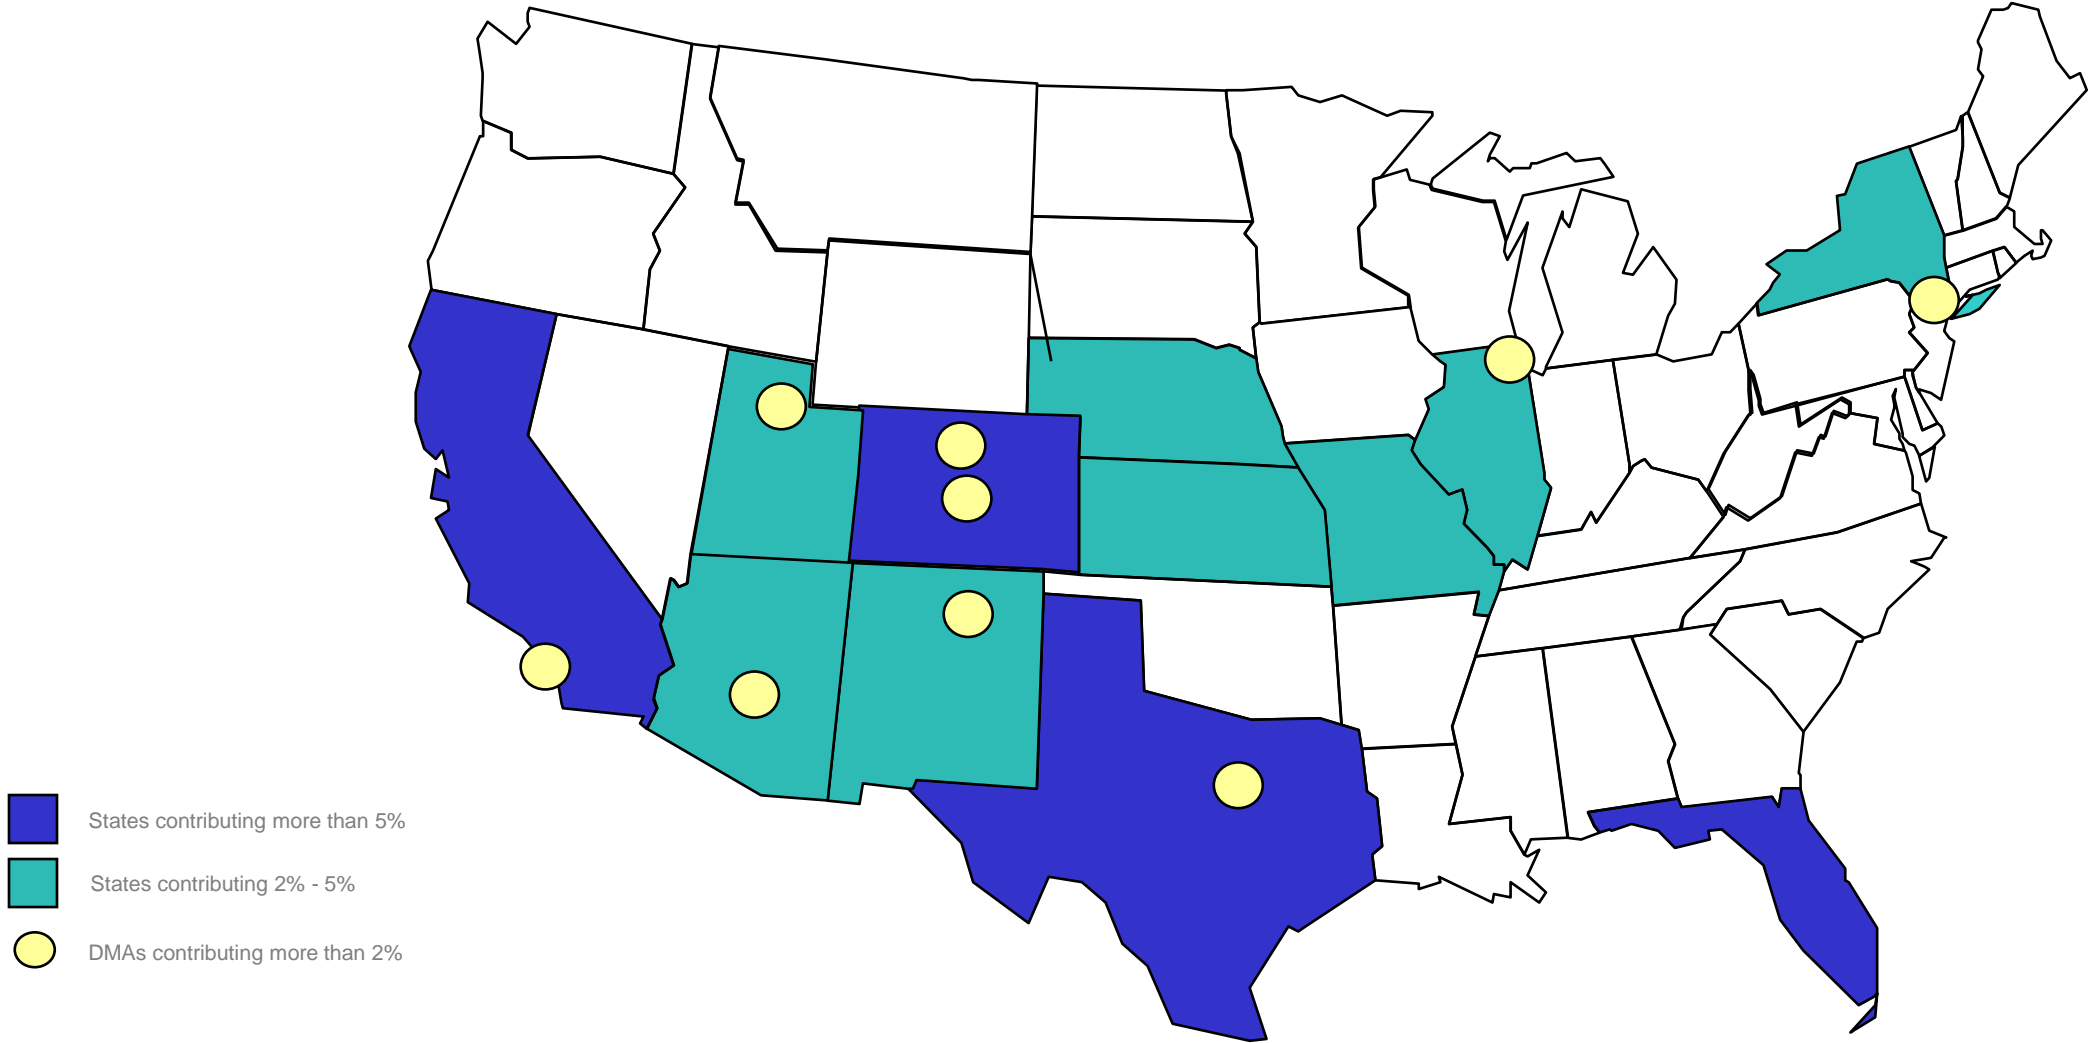 States contributing more than 5%
States contributing 2% - 5%
DMAs contributing more than 2%